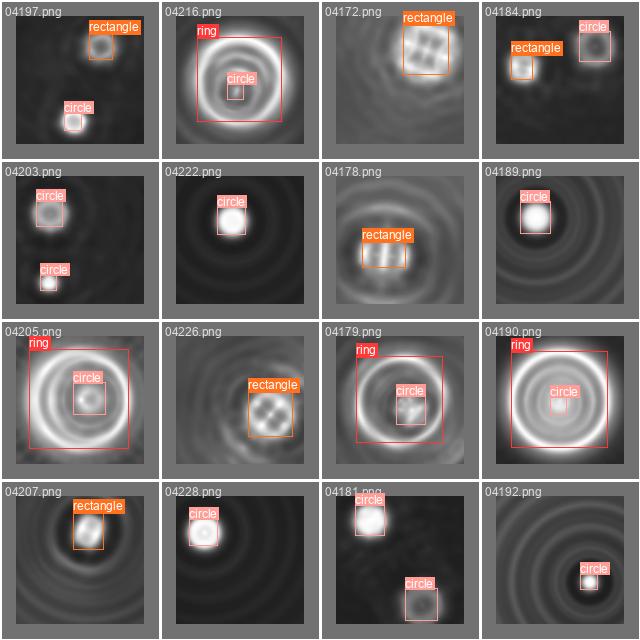 04197.png
rectangle
circle
04216.png
ring
circle
04172.png
rectangle
04184.png
circle
rectangle
04203.png
circle
circle
04222.png
circle
04178.png
rectangle
04189.png
circle
04205.png
ring
circle
04226.png
rectangle
04179.png
ring
circle
04190.png
ring
circle
04207.png
rectangle
04228.png
circle
04181.png
circle
circle
04192.png
circle